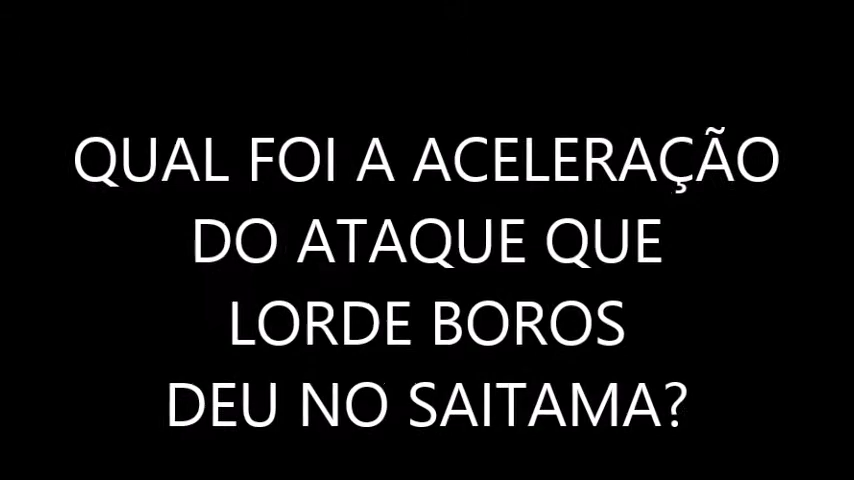 QUAL FOI A ACELERAÇÃO
DO ATAQUE QUE
LORDE BOROS
DEU NO SAITAMA?